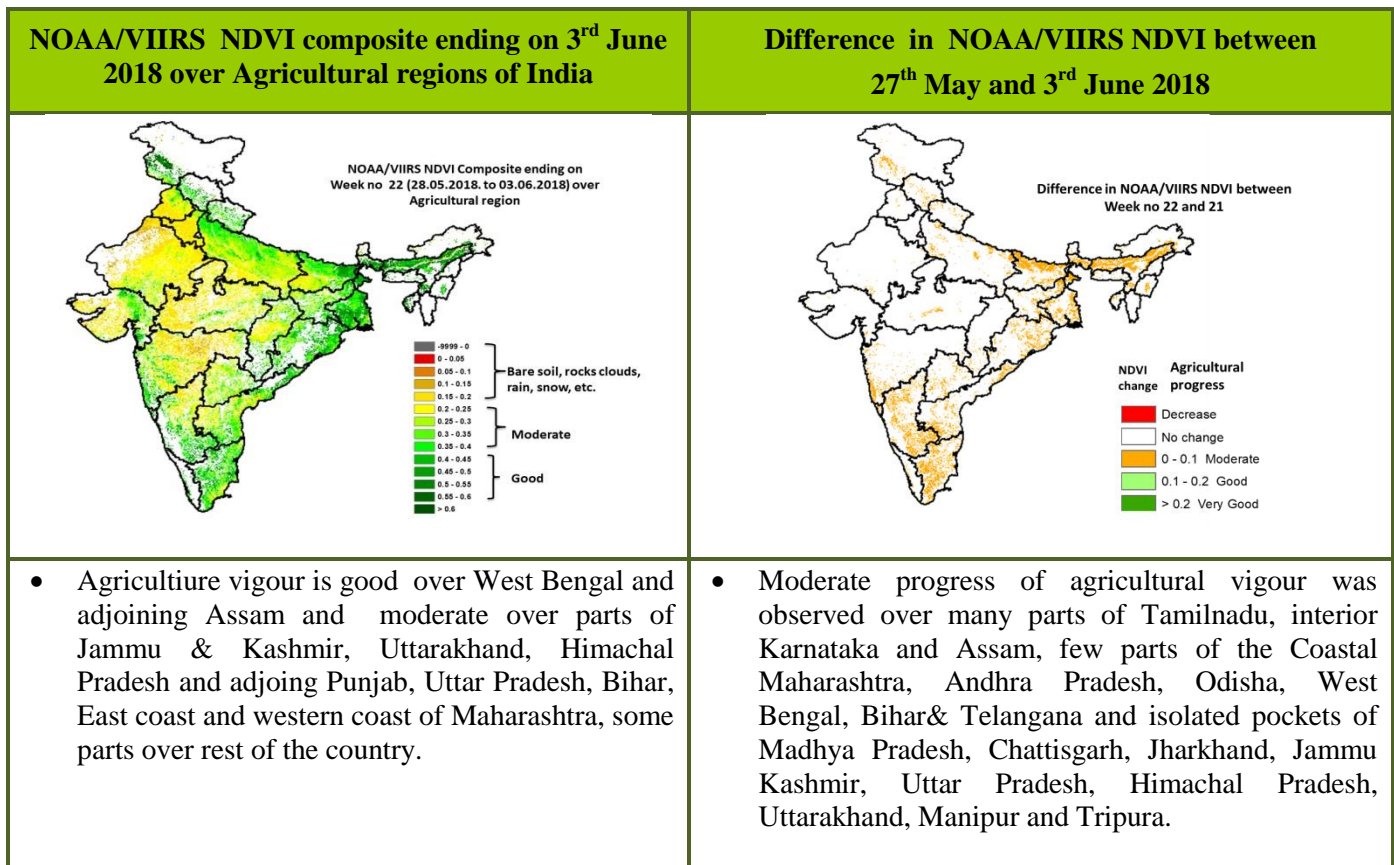 NOAA/VIIRS NDVI composite ending on 3rd June
2018 over Agricultural regions of India
Difference in NOAA/VIIRS NDVI between
27th May and 3rd June 2018
NOAA/VIIRS NDVI Composite ending on
Week no 22 (28.05.2018. to 03.06.2018) over
Agricultural region
-9999 - 0
0 - 0.05
0.05 - 0.1
0.1 - 0.15
0.15 - 0.2
0.2 - 0.25
0.25 - 0.3
0.3 - 0.35
0.35 - 0.4
0.4 - 0.45
0.45 - 0.5
0.5 - 0.55
0.55 - 0.6
> 0.6
Bare soil, rocks clouds,
rain, snow, etc.
Moderate
Good
Difference in NOAA/VIIRS NDVI between
Week no 22 and 21
NDVI change
Agricultural progress
Decrease
No change
0 - 0.1 Moderate
0.1 - 0.2 Good
> 0.2 Very Good
• Agricultiure vigour is good over West Bengal and
adjoining Assam and moderate over parts of
Jammu & Kashmir, Uttarakhand, Himachal
Pradesh and adjoing Punjab, Uttar Pradesh, Bihar,
East coast and western coast of Maharashtra, some
parts over rest of the country.
• Moderate progress of agricultural vigour was
observed over many parts of Tamilnadu, interior
Karnataka and Assam, few parts of the Coastal
Maharashtra, Andhra Pradesh, Odisha, West
Bengal, Bihar& Telangana and isolated pockets of
Madhya Pradesh, Chattisgarh, Jharkhand, Jammu
Kashmir, Uttar Pradesh, Himachal Pradesh,
Uttarakhand, Manipur and Tripura.